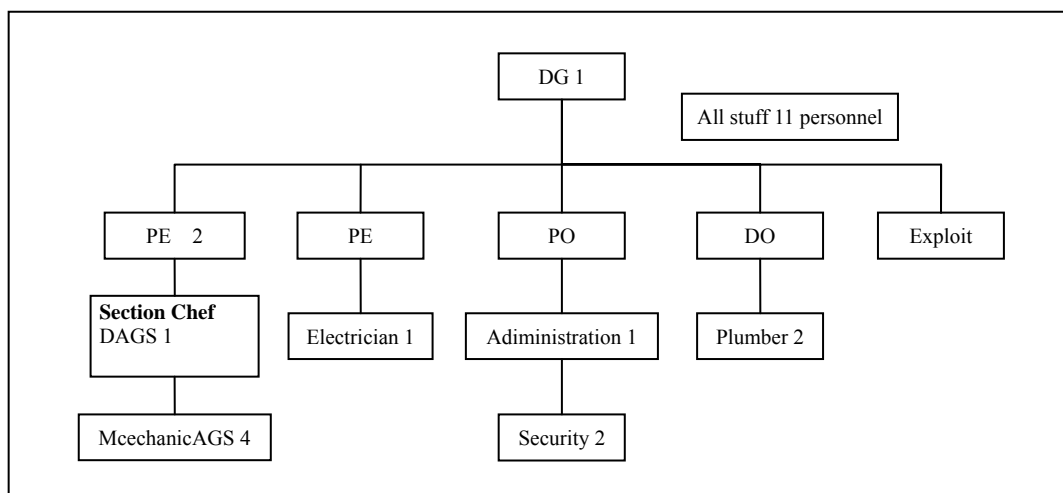 DG 1
All stuff 11 personnel
PE 2
PE
PO
DO
Exploit
Section Chef
DAGS 1
Electrician 1
Adiministration 1
Plumber 2
McechanicAGS 4
Security 2